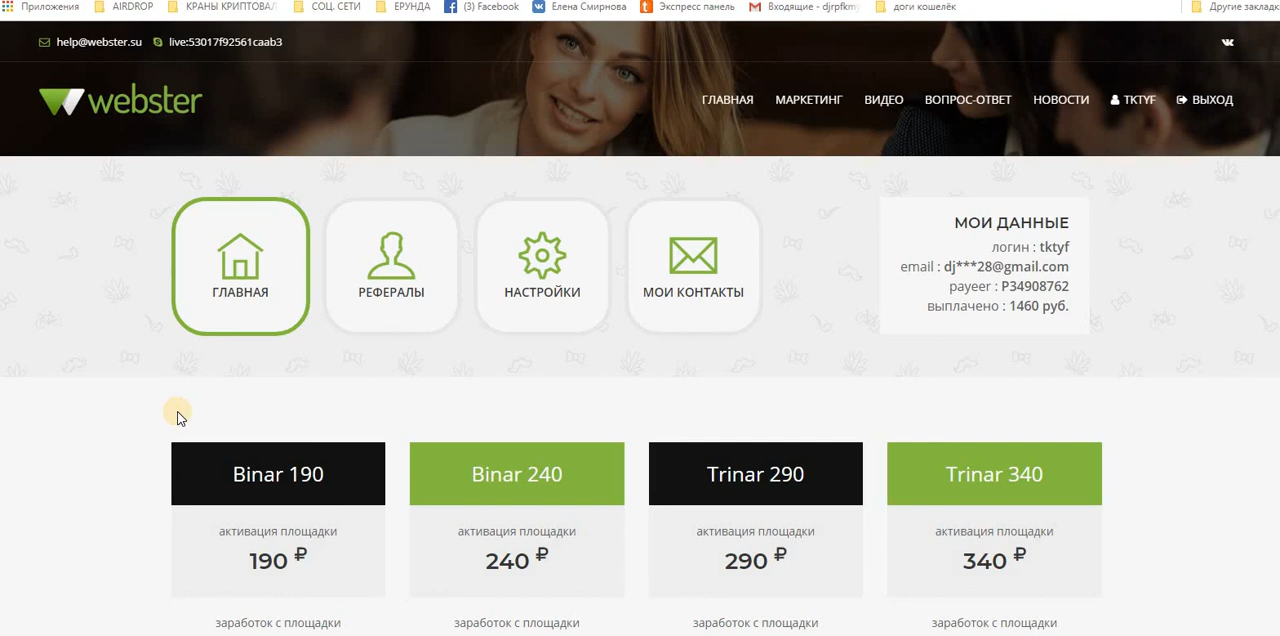 Приложения AIRDROP КРАНЫ КРИПТОВАЛ СОЦ. СЕТИ ЕРУНДА (3) Facebook Елена Смирнова Экспресс панель Входящие - djrpfkm доги кошелёк Другие заклад
help@webster.su live:53017f92561caab3
webster
ГЛАВНАЯ МАРКЕТИНГ ВИДЕО ВОПРОС-ОТВЕТ НОВОСТИ TKTYF ВЫХОД
ГЛАВНАЯ РЕФЕРАЛЫ НАСТРОЙКИ МОИ КОНТАКТЫ
МОИ ДАННЫЕ
логин : tktyf
email : dj***28@gmail.com
payeer : P34908762
выплачено : 1460 руб.
Binar 190 Binar 240 Trinar 290 Trinar 340
активация площадки активация площадки активация площадки активация площадки
190 ₽ 240 ₽ 290 ₽ 340 ₽
заработок с площадки заработок с площадки заработок с площадки заработок с площадки